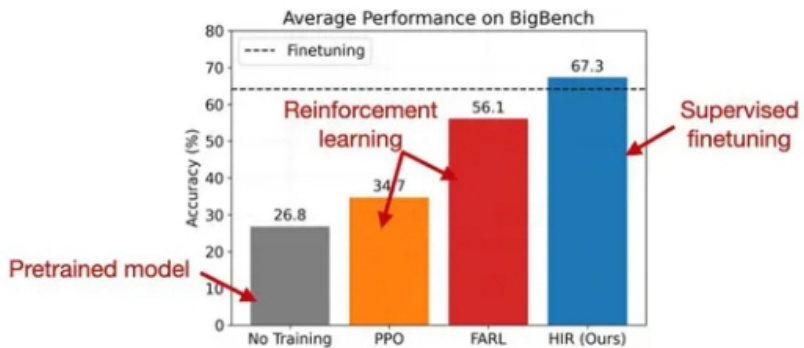 Average Performance on BigBench
80
Finetuning
67.3
70
60
Reinforcement
learning
56.1
Supervised
finetuning
50
Accuracy (%)
40
34.7
30
26.8
20
Pretrained model
10
0
No Training PPO FARL HIR (Ours)